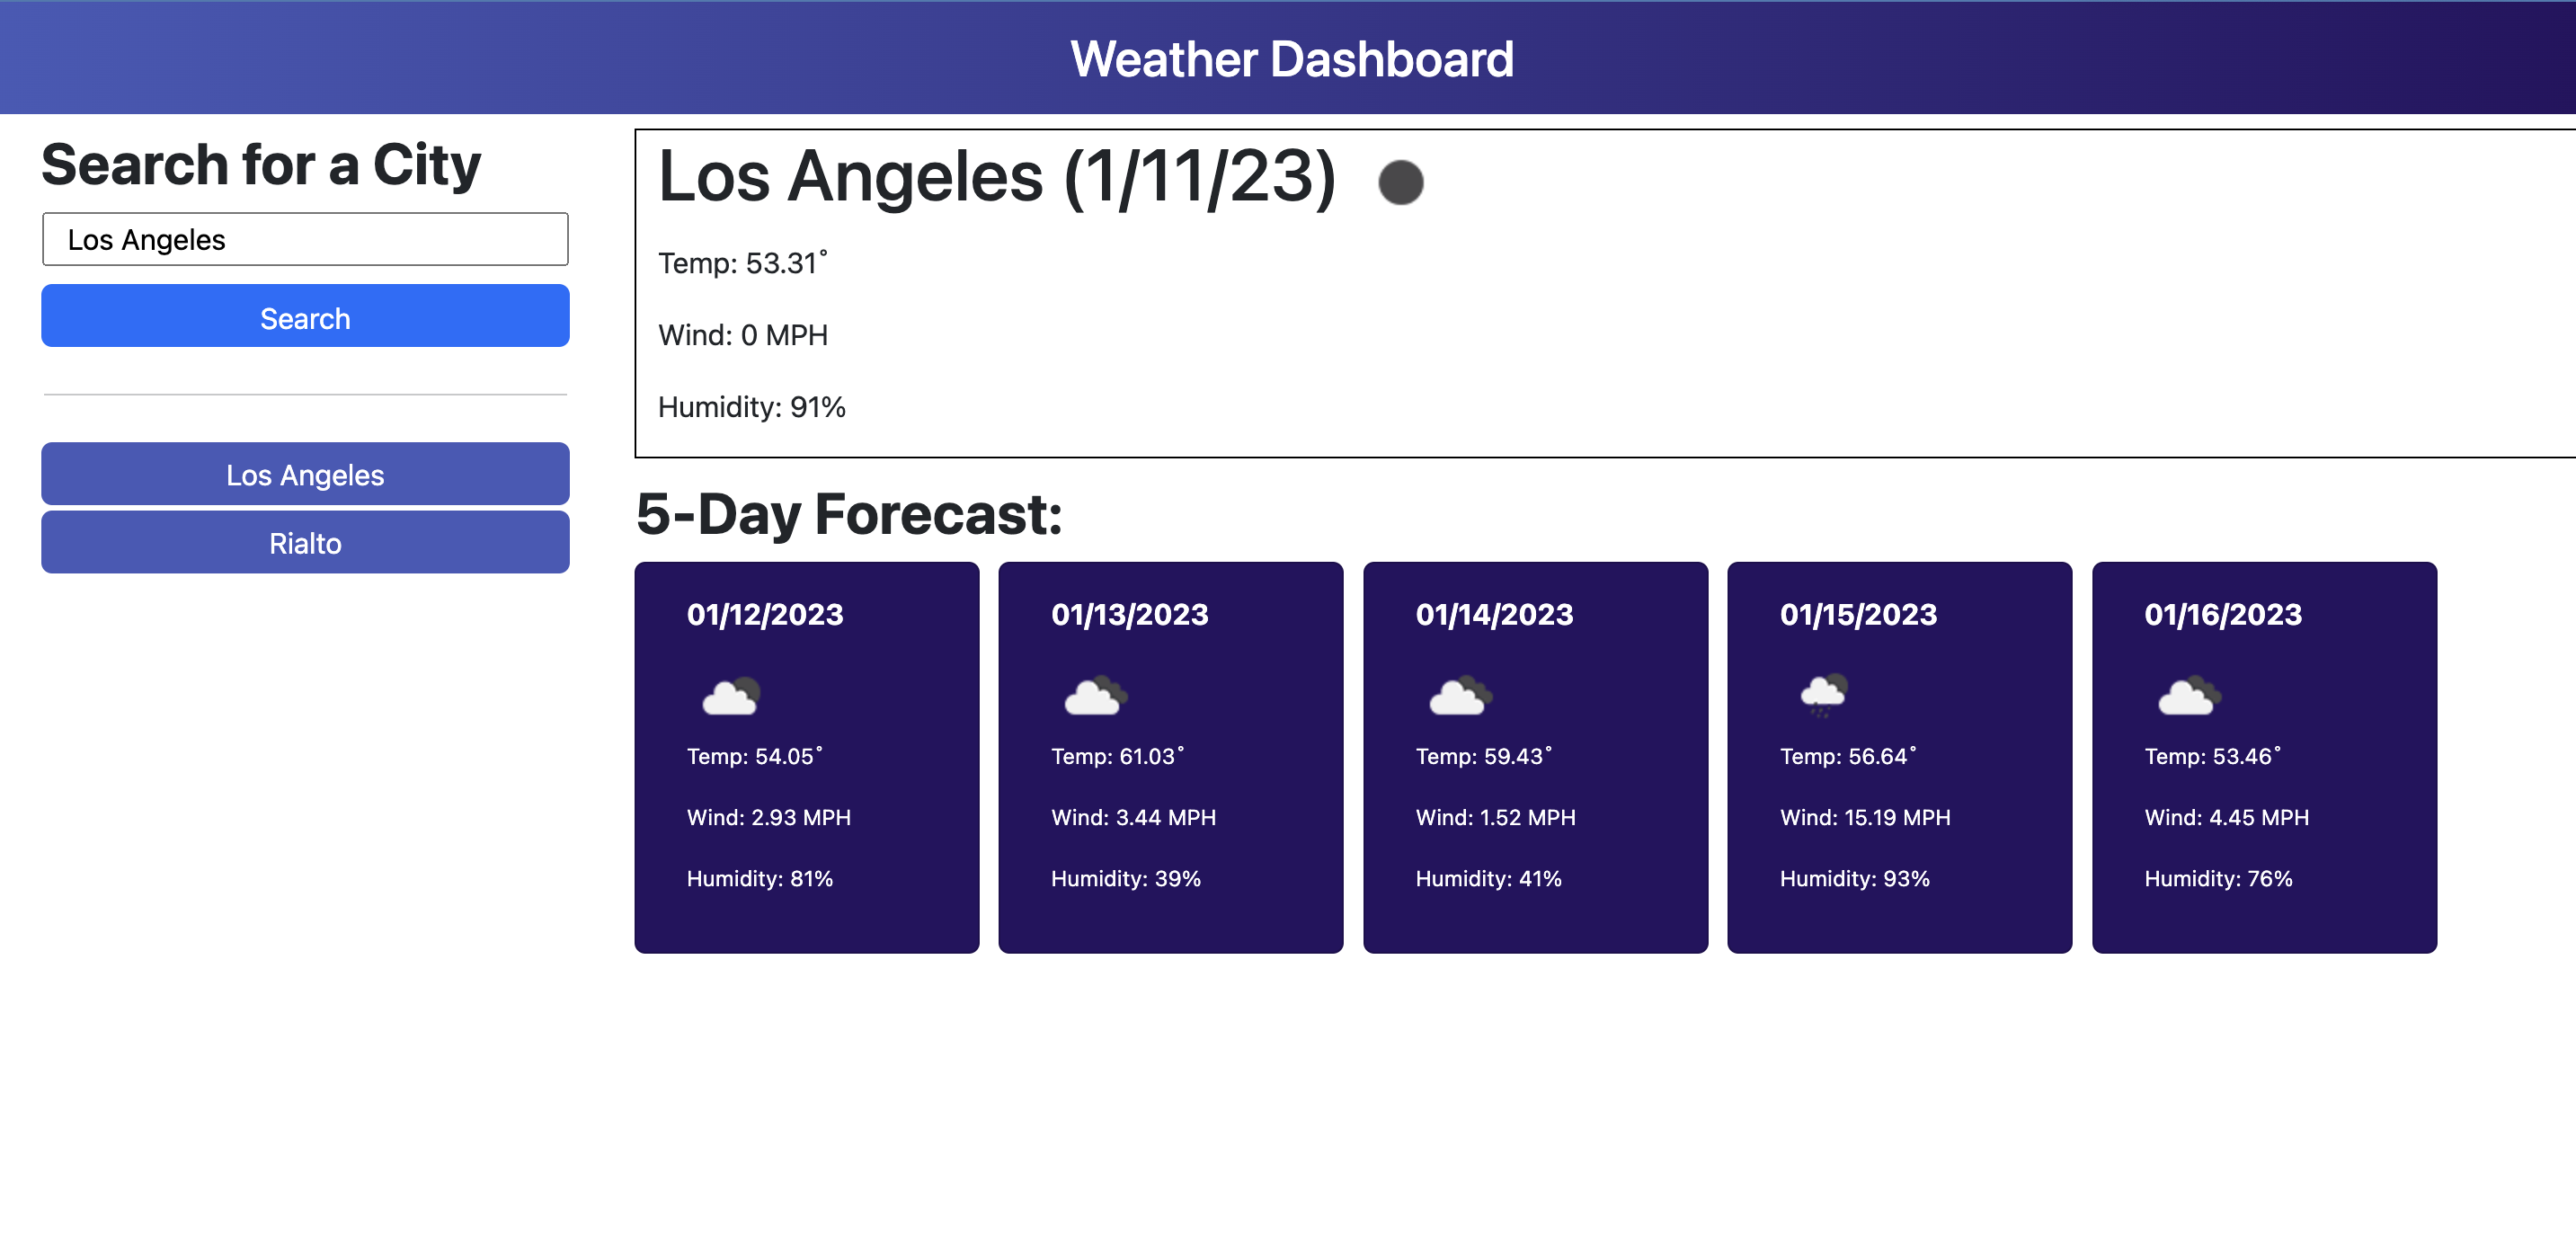 Weather Dashboard
Search for a City
Los Angeles
Search
Los Angeles
Rialto
Los Angeles (1/11/23)
Temp: 53.31˚
Wind: 0 MPH
Humidity: 91%
5-Day Forecast:
01/12/2023
Temp: 54.05˚
Wind: 2.93 MPH
Humidity: 81%
01/13/2023
Temp: 61.03˚
Wind: 3.44 MPH
Humidity: 39%
01/14/2023
Temp: 59.43˚
Wind: 1.52 MPH
Humidity: 41%
01/15/2023
Temp: 56.64˚
Wind: 15.19 MPH
Humidity: 93%
01/16/2023
Temp: 53.46˚
Wind: 4.45 MPH
Humidity: 76%